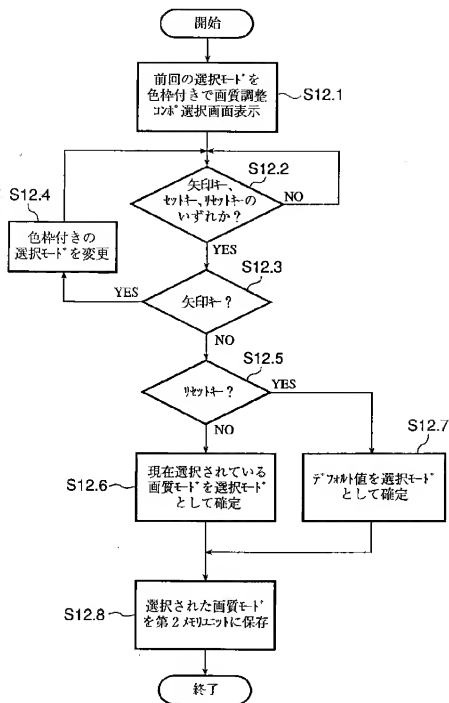 開始
前回の選択ﾓｰﾄﾞを
色枠付きで画質調整
ｺﾝﾎﾟ選択画面表示
S12.1
S12.2
矢印キー、
ｾｯﾄｷｰ、ﾘｾｯﾄｷｰの
いずれか？
NO
S12.4
色枠付きの
選択ﾓｰﾄﾞを変更
YES
S12.3
矢印キー？
YES
NO
S12.5
ﾘｾｯﾄｷｰ？
YES
NO
S12.7
S12.6
現在選択されている
画質ﾓｰﾄﾞを選択ﾓｰﾄﾞ
として確定
ﾃﾞﾌｫﾙﾄ値を選択ﾓｰﾄﾞ
として確定
S12.8
選択された画質ﾓｰﾄﾞ
を第２ﾒﾓﾘﾕﾆｯﾄに保存
終了